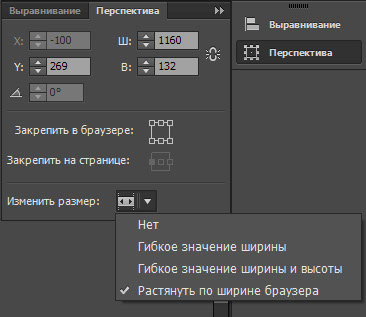 Выравнивание Перспектива
Выравнивание
X: -100 Ш: 1160
Перспектива
Y: 269 В: 132
0°
Закрепить в браузере:
Закрепить на странице:
Изменить размер:
Нет
Гибкое значение ширины
Гибкое значение ширины и высоты
Растянуть по ширине браузера